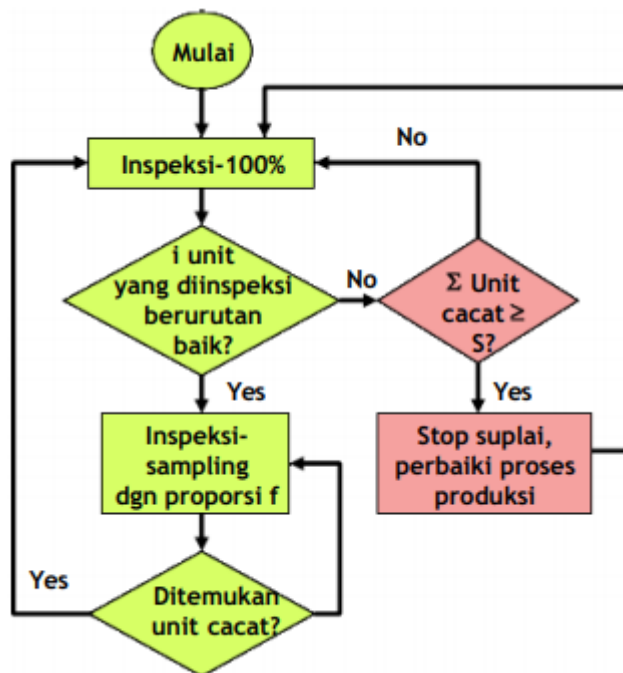 Mulai
No
Inspeksi-100%
i unit
yang diinspeksi
berurutan
baik?
No
Σ Unit
cacat ≥
S?
Yes
Yes
Inspeksi-
sampling
dgn proporsi f
Stop suplai,
perbaiki proses
produksi
Yes
Ditemukan
unit cacat?